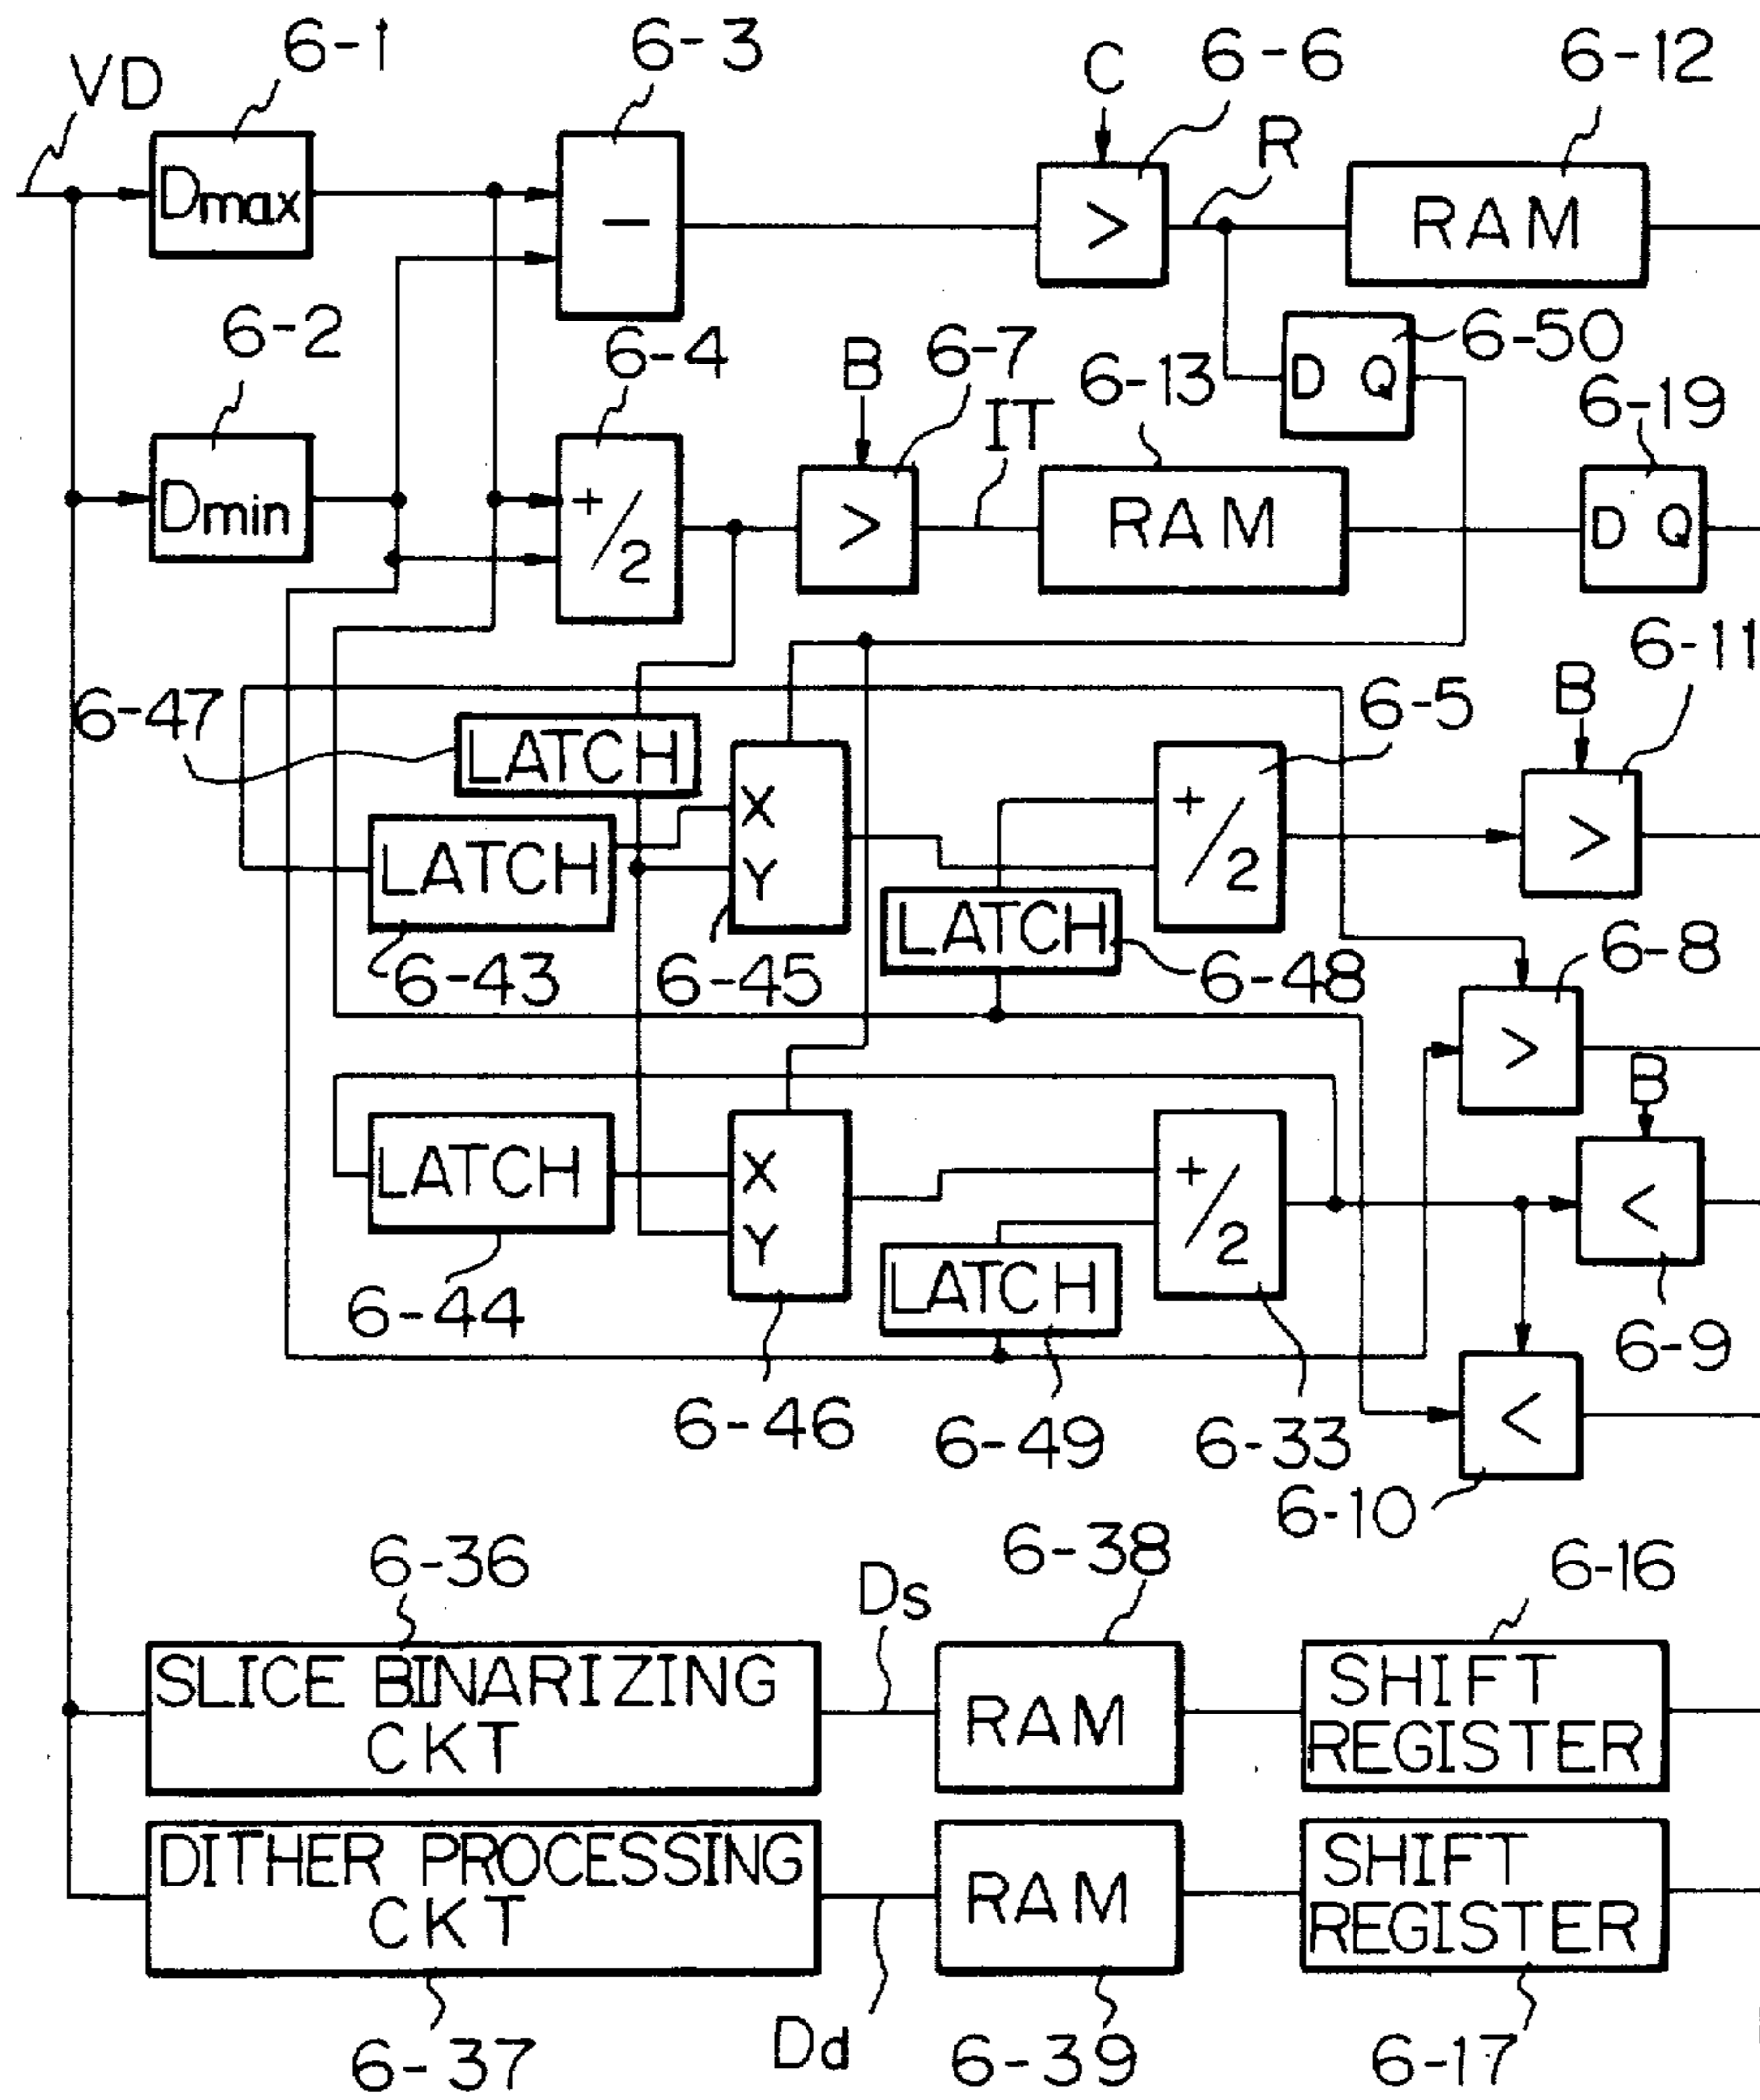 VD
6-1
6-3
C
6-6
6-12
R
Dmax
−
>
RAM
6-2
6-4
B
6-7
6-13
6-50
D Q
6-19
IT
Dmin
+/2
>
RAM
D Q
6-11
6-47
LATCH
6-5
B
X
+/2
>
LATCH
Y
LATCH
6-8
6-43
6-45
6-48
>
B
LATCH
X
+/2
<
Y
LATCH
6-44
6-9
6-46
6-49
6-33
<
6-10
6-36
Ds
6-38
6-16
SLICE BINARIZING
CKT
RAM
SHIFT
REGISTER
DITHER PROCESSING
CKT
RAM
SHIFT
REGISTER
6-37
Dd
6-39
6-17